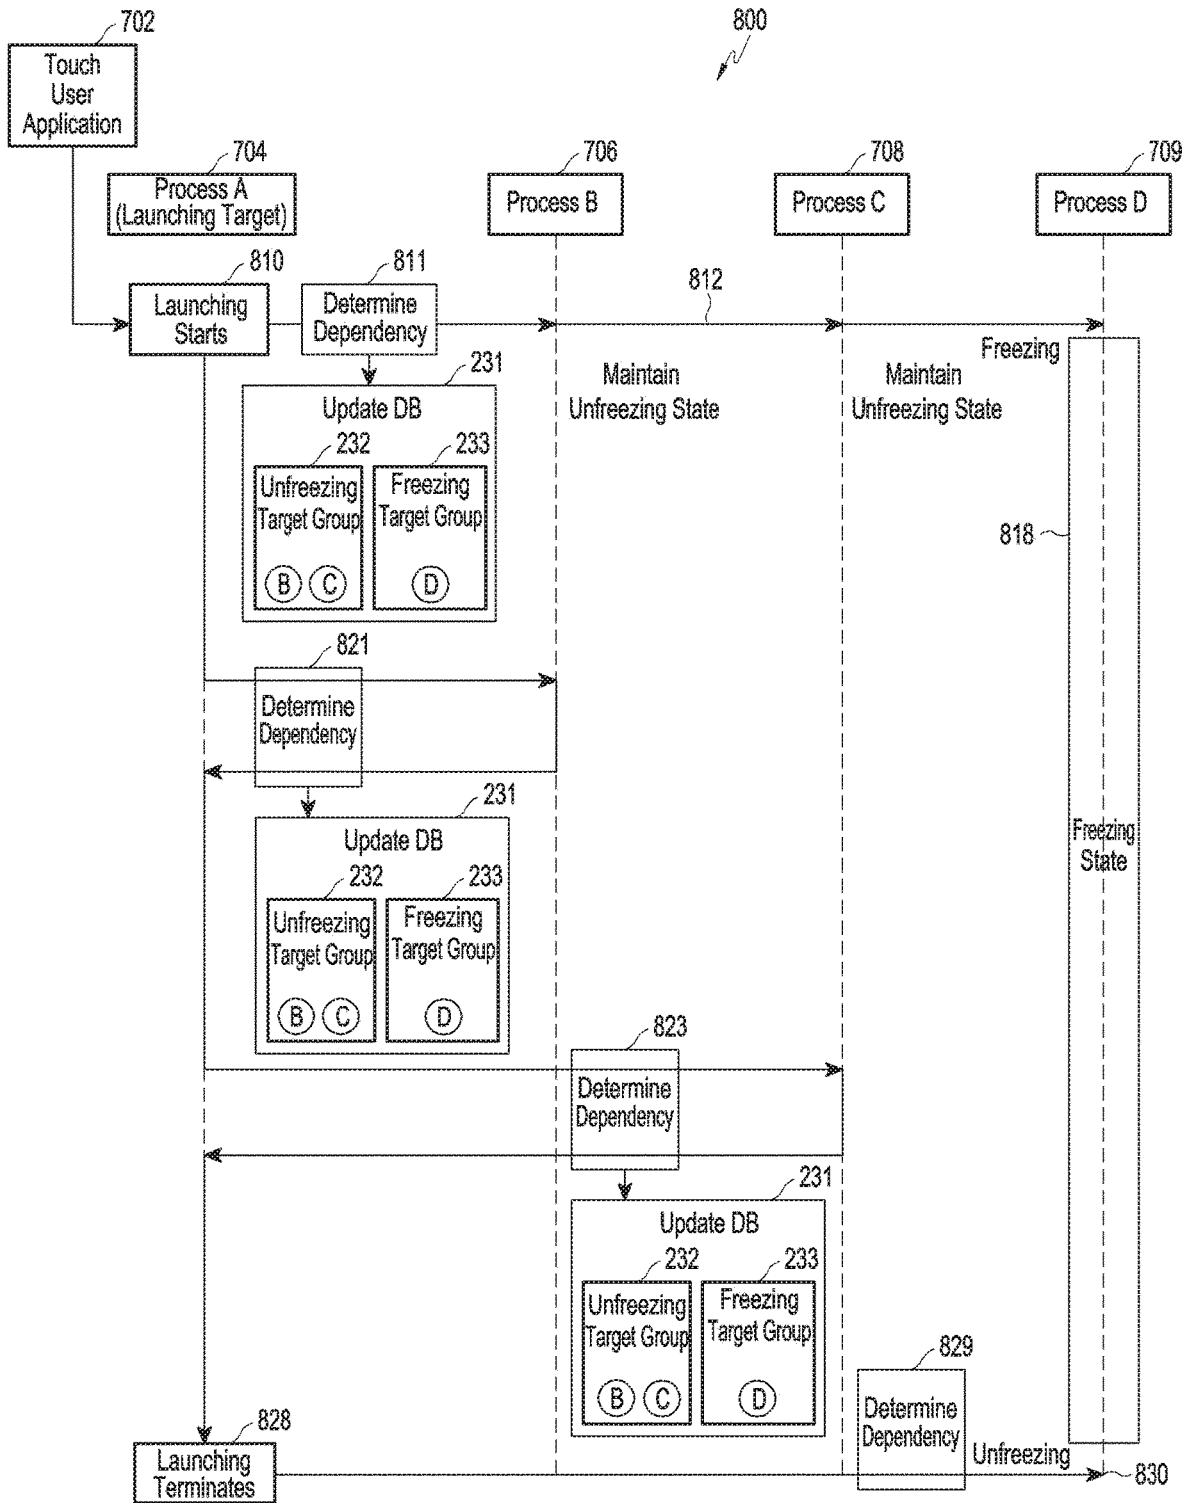 702
800
Touch
User
Application
704
706
708
709
Process A
(Launching Target)
Process B
Process C
Process D
810
811
812
Launching
Starts
Determine
Dependency
Freezing
231
Maintain
Unfreezing State
Maintain
Unfreezing State
Update DB
232
233
Unfreezing
Target Group
B C
Freezing
Target Group
D
818
821
Determine
Dependency
231
Update DB
Freezing
State
232
233
Unfreezing
Target Group
B C
Freezing
Target Group
D
823
Determine
Dependency
231
Update DB
232
233
Unfreezing
Target Group
B C
Freezing
Target Group
D
829
Determine
Dependency
828
Launching
Terminates
Unfreezing
830